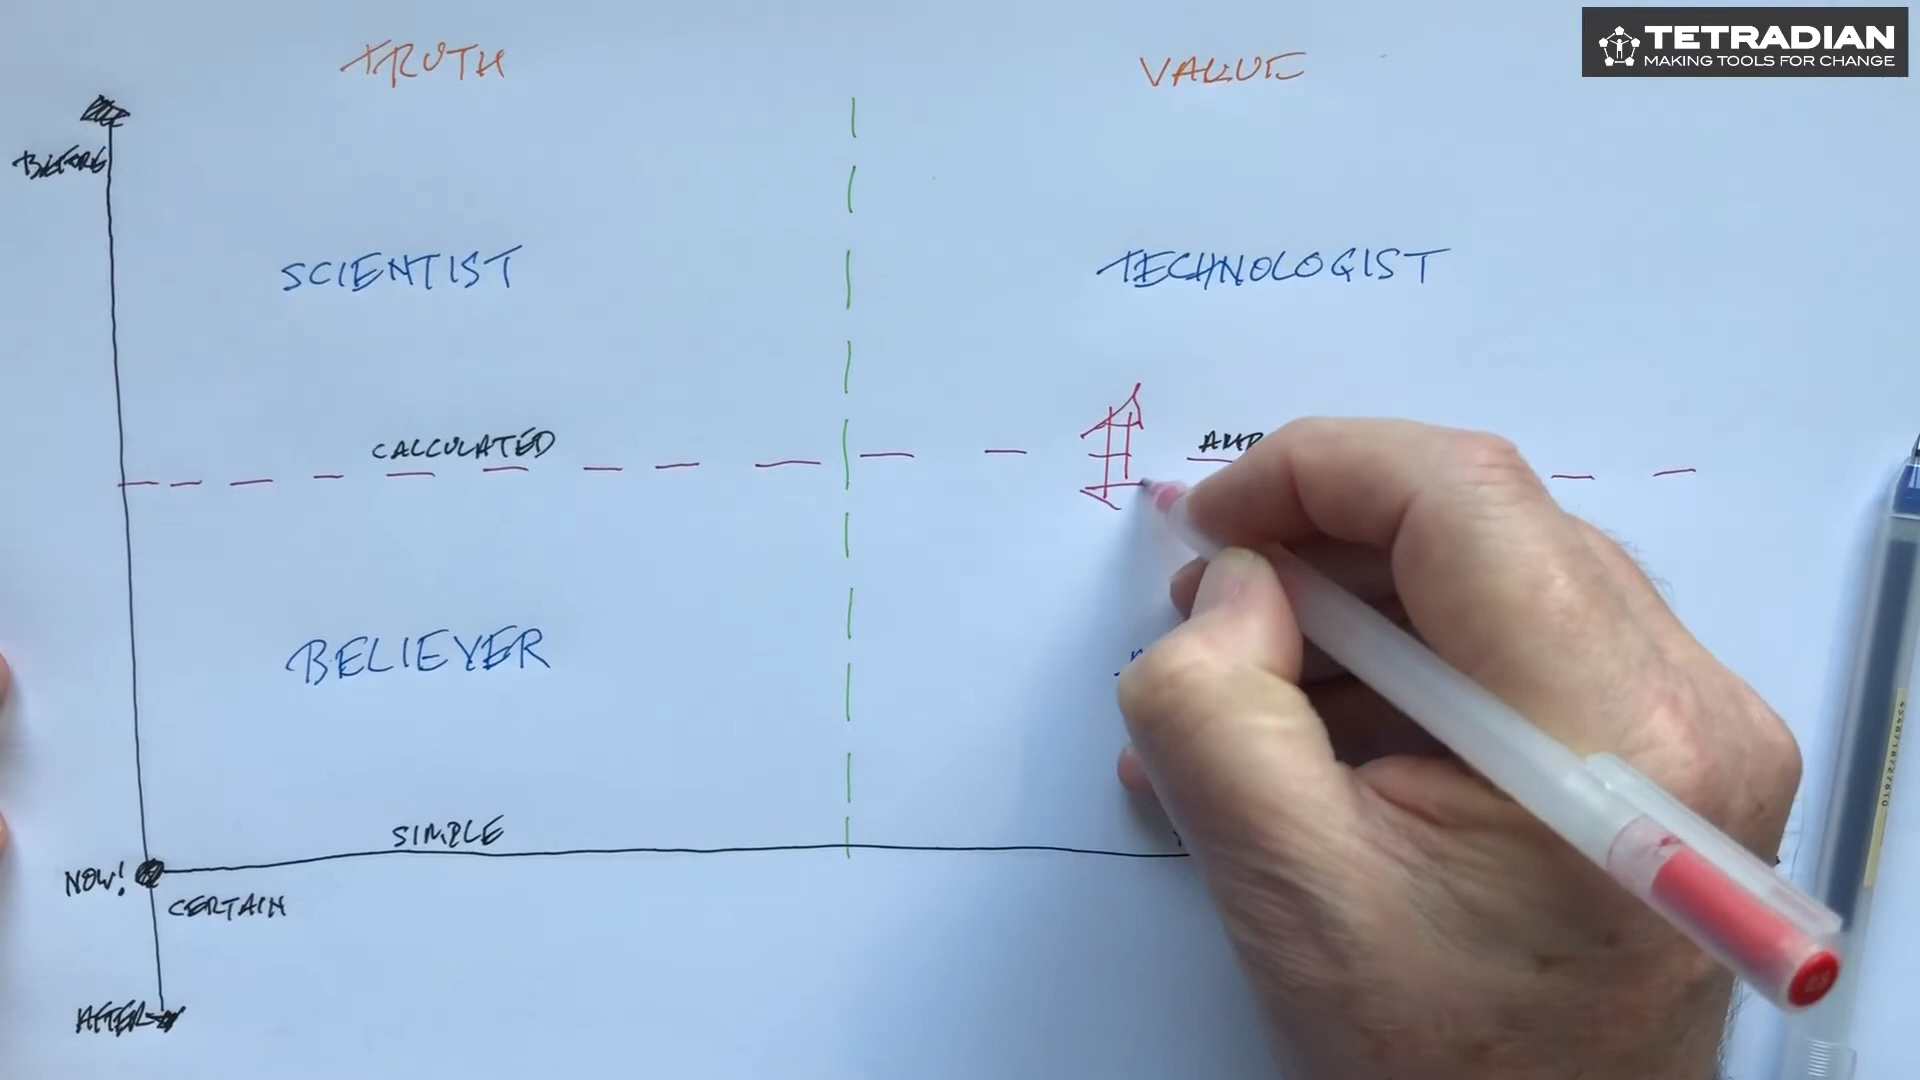 TETRADIAN
MAKING TOOLS FOR CHANGE
TRUTH
VALUE
BEFORE
SCIENTIST
TECHNOLOGIST
CALCULATED
BELIEVER
SIMPLE
NOW!
CERTAIN
AFTER